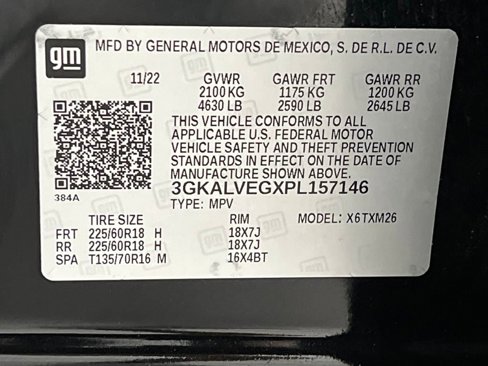 gm
MFD BY GENERAL MOTORS DE MEXICO, S. DE R.L. DE C.V.
11/22 GVWR GAWR FRT GAWR RR
2100 KG 1175 KG 1200 KG
4630 LB 2590 LB 2645 LB
THIS VEHICLE CONFORMS TO ALL
APPLICABLE U.S. FEDERAL MOTOR
VEHICLE SAFETY AND THEFT PREVENTION
STANDARDS IN EFFECT ON THE DATE OF
MANUFACTURE SHOWN ABOVE.
384A
3GKALVEGXPL157146
TYPE: MPV MODEL: X6TXM26
TIRE SIZE RIM
FRT 225/60R18 H 18X7J
RR 225/60R18 H 18X7J
SPA T135/70R16 M 16X4BT